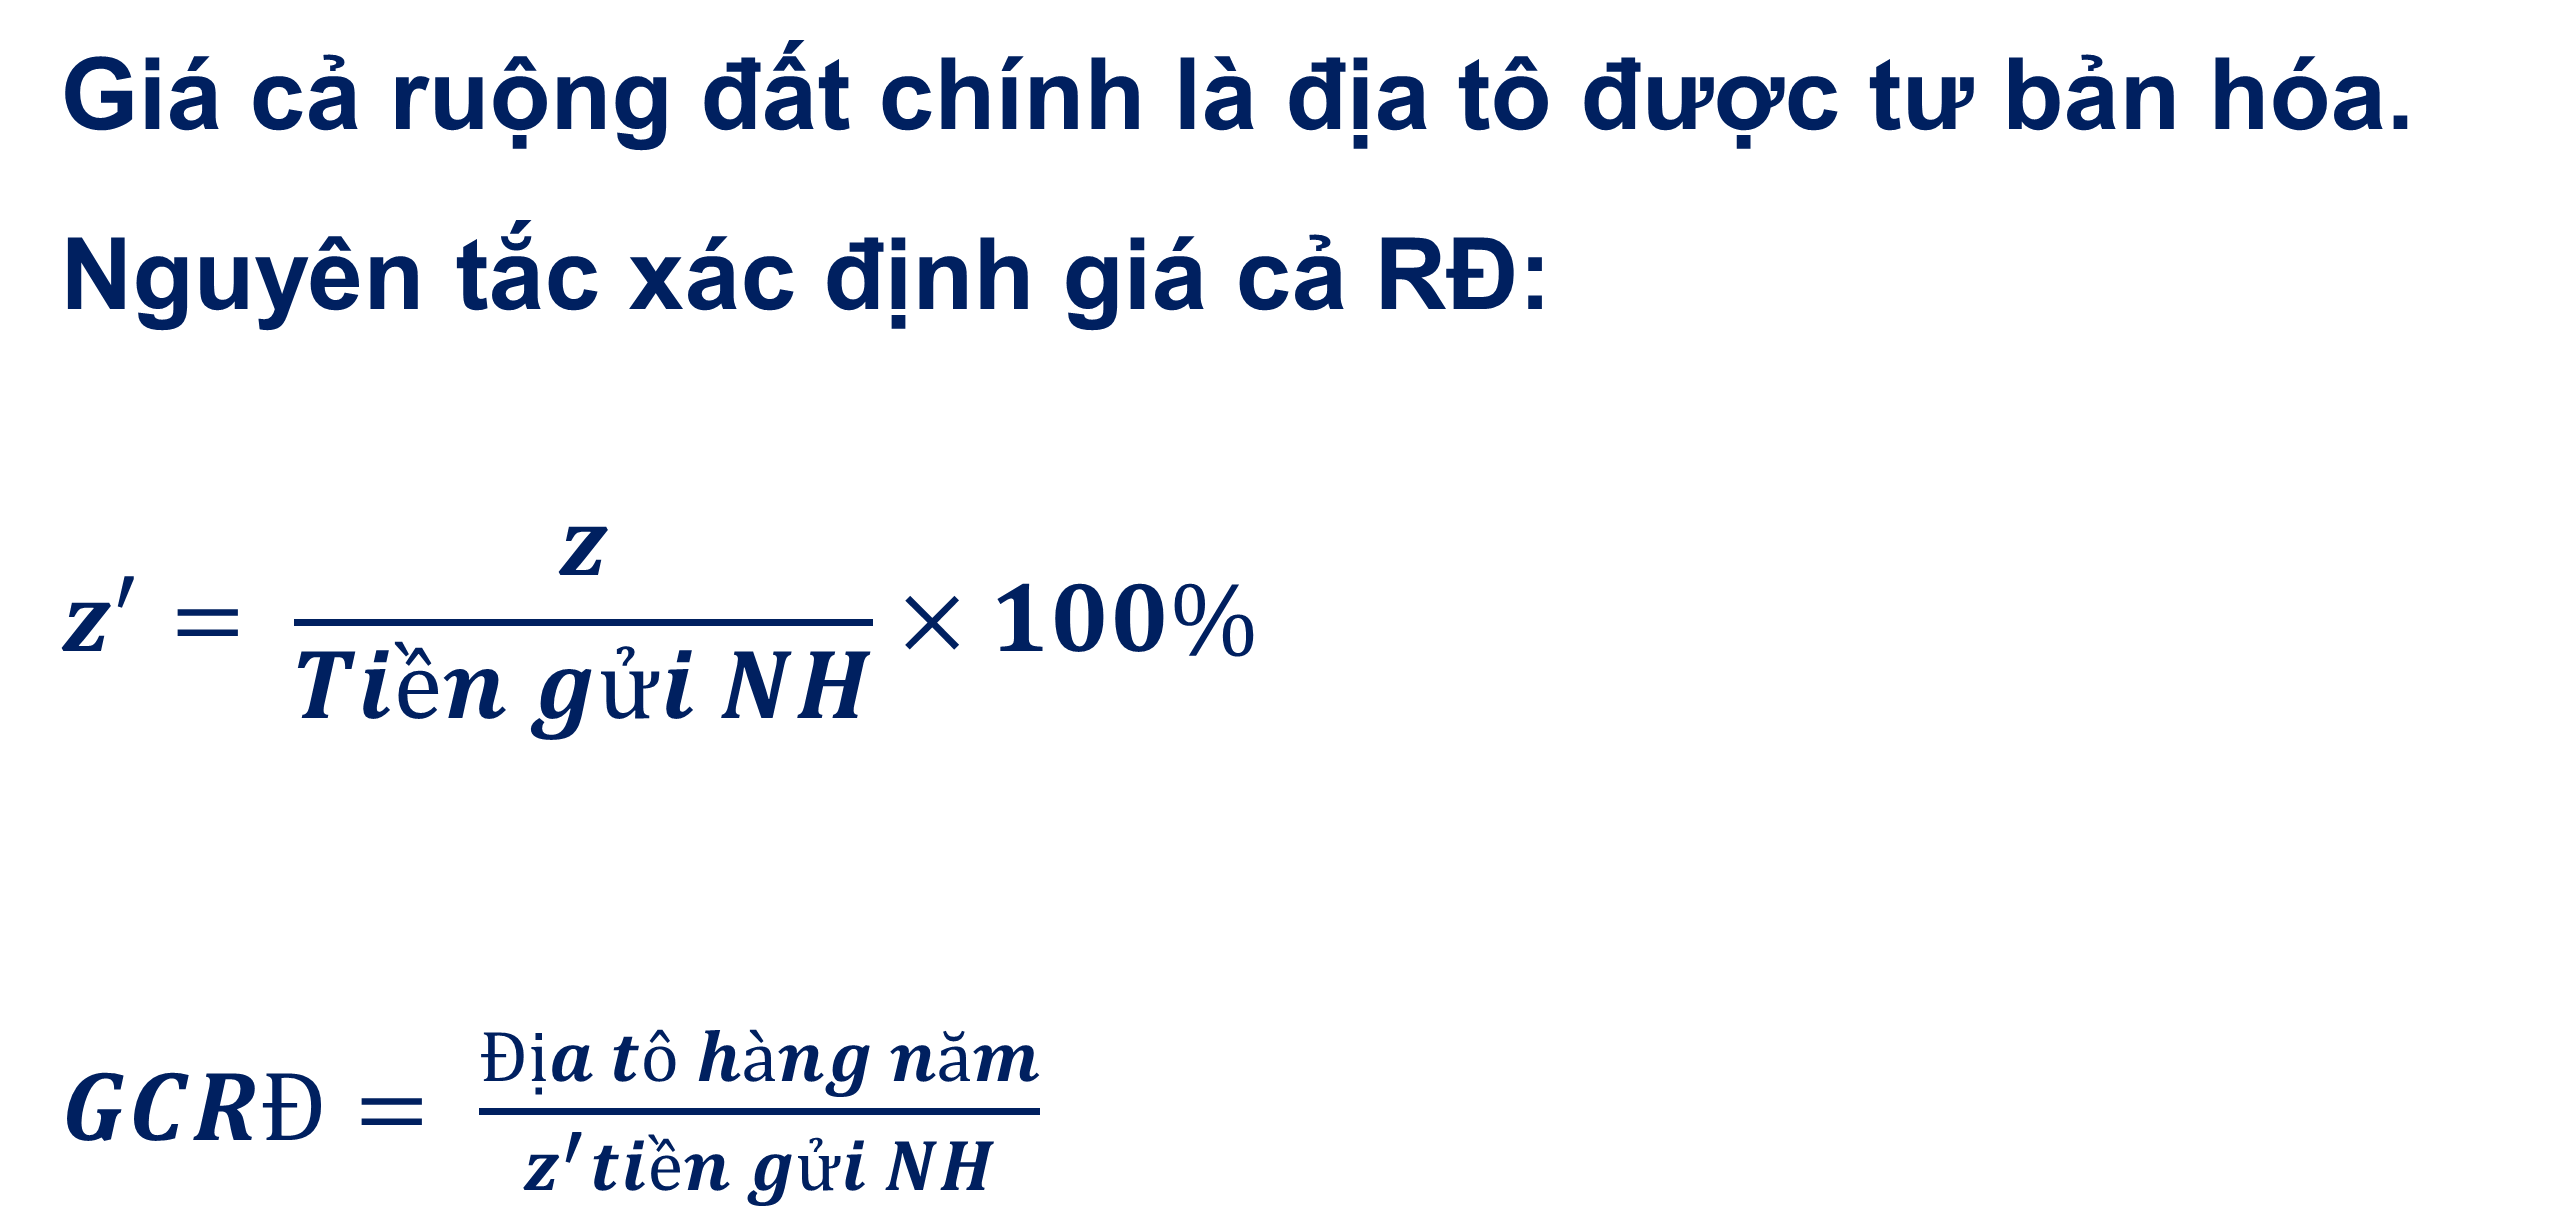 Giá cả ruộng đất chính là địa tô được tư bản hóa.
Nguyên tắc xác định giá cả RĐ:
z′ = z / Tiền gửi NH × 100%
GCRĐ = Địa tô hàng năm / z′tiền gửi NH